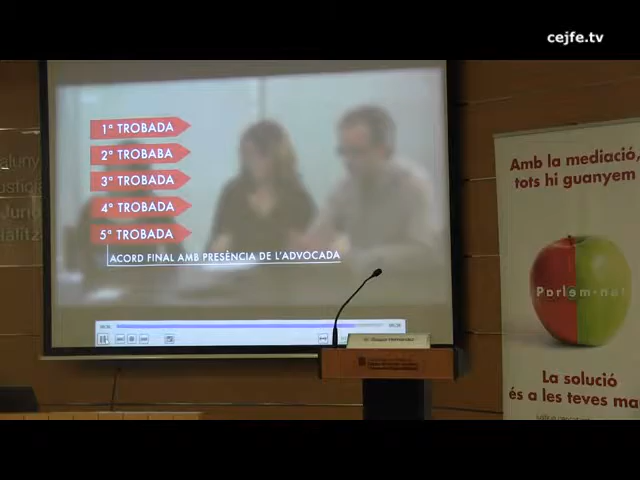 cejfe.tv
1ª TROBADA
2ª TROBABA
3ª TROBADA
4ª TROBADA
5ª TROBADA
ACORD FINAL AMB PRESÈNCIA DE L'ADVOCADA
Amb la mediació,
tots hi guanyem
Parlem-ne
La solució
és a les teves ma